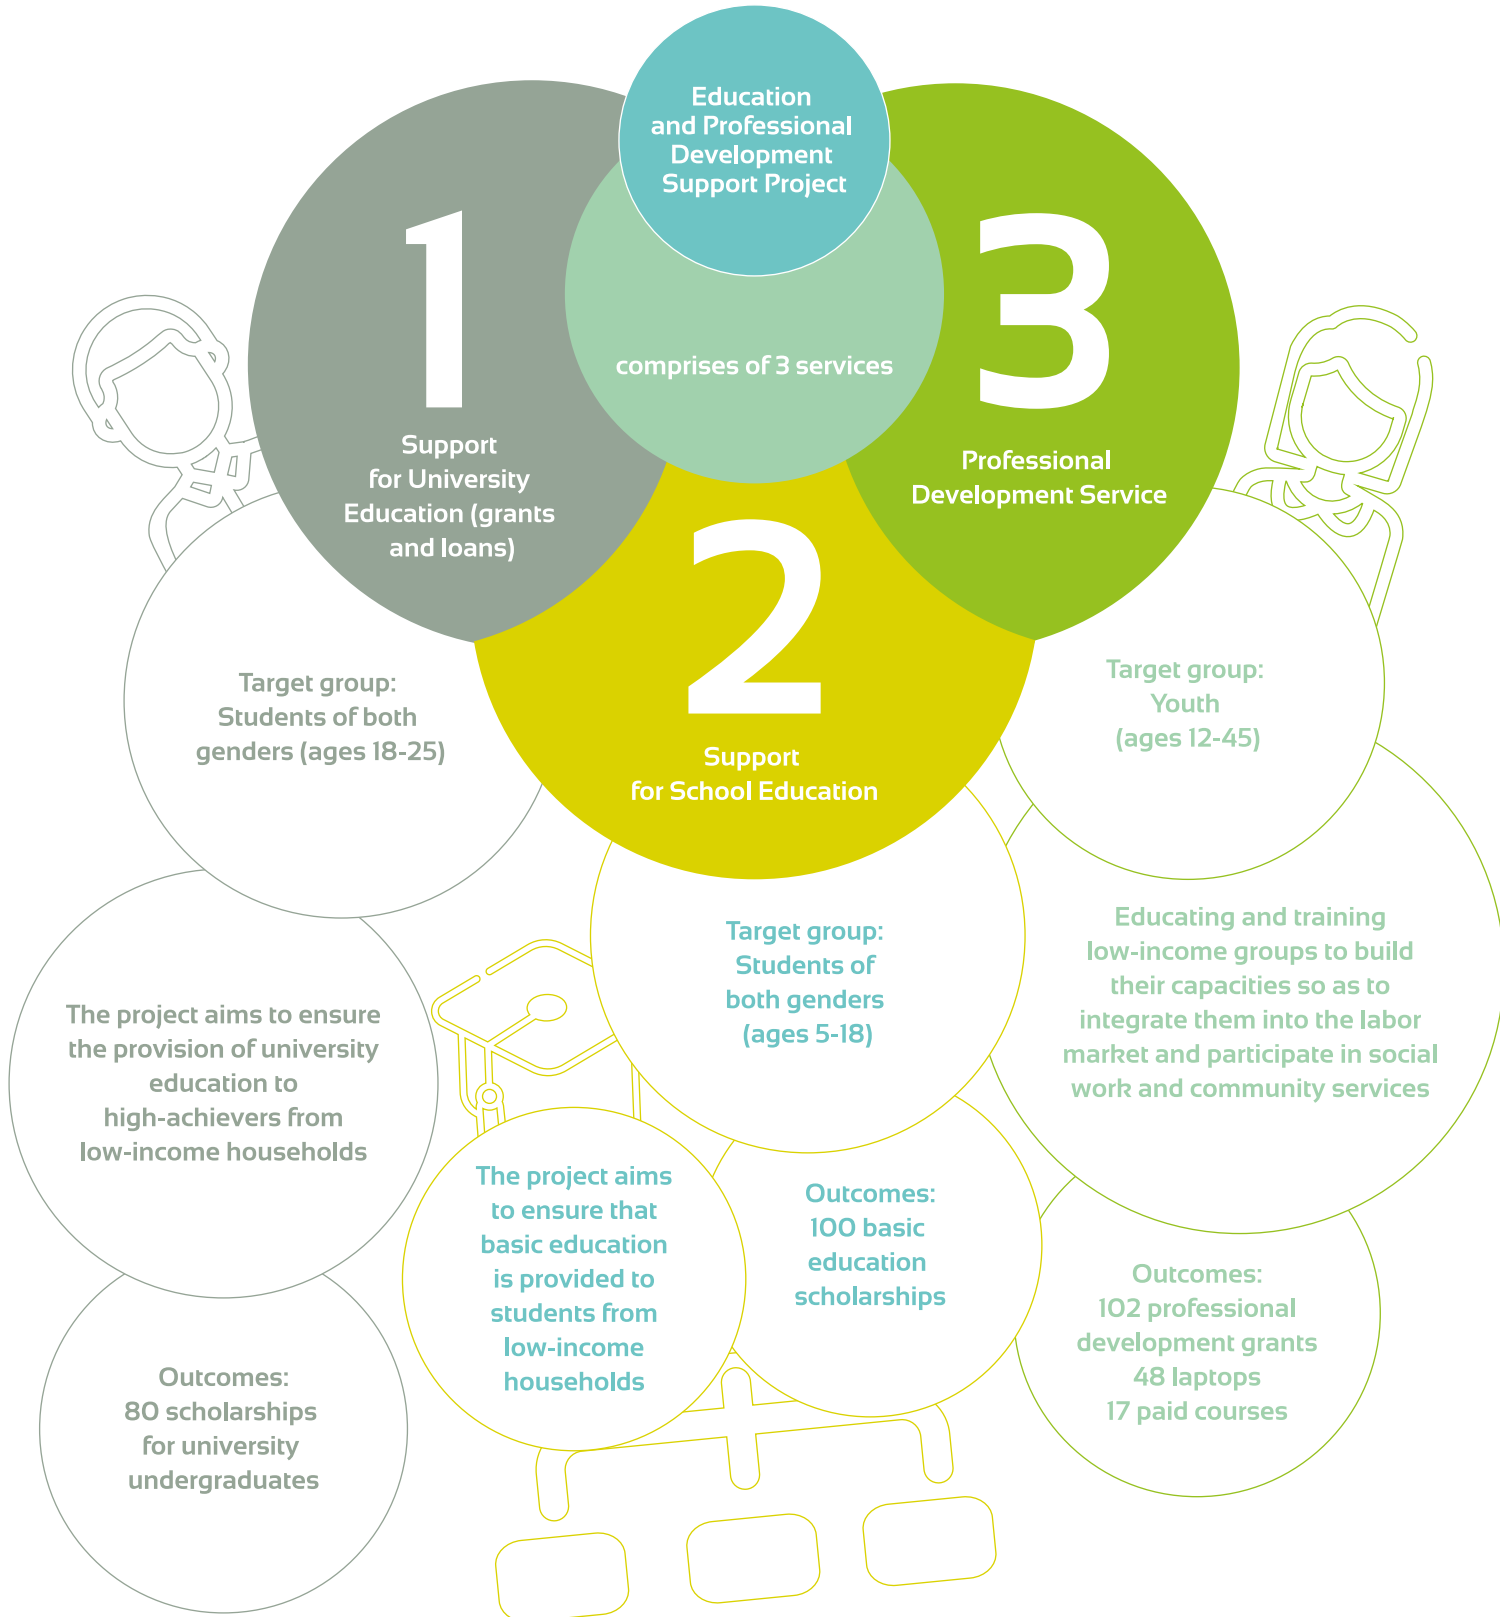 Education
and Professional
Development
Support Project
comprises of 3 services
1
Support
for University
Education (grants
and loans)
Target group:
Students of both
genders (ages 18-25)
The project aims to ensure
the provision of university
education to
high-achievers from
low-income households
Outcomes:
80 scholarships
for university
undergraduates
2
Support
for School Education
Target group:
Students of
both genders
(ages 5-18)
The project aims
to ensure that
basic education
is provided to
students from
low-income
households
Outcomes:
100 basic
education
scholarships
3
Professional
Development Service
Target group:
Youth
(ages 12-45)
Educating and training
low-income groups to build
their capacities so as to
integrate them into the labor
market and participate in social
work and community services
Outcomes:
102 professional
development grants
48 laptops
17 paid courses